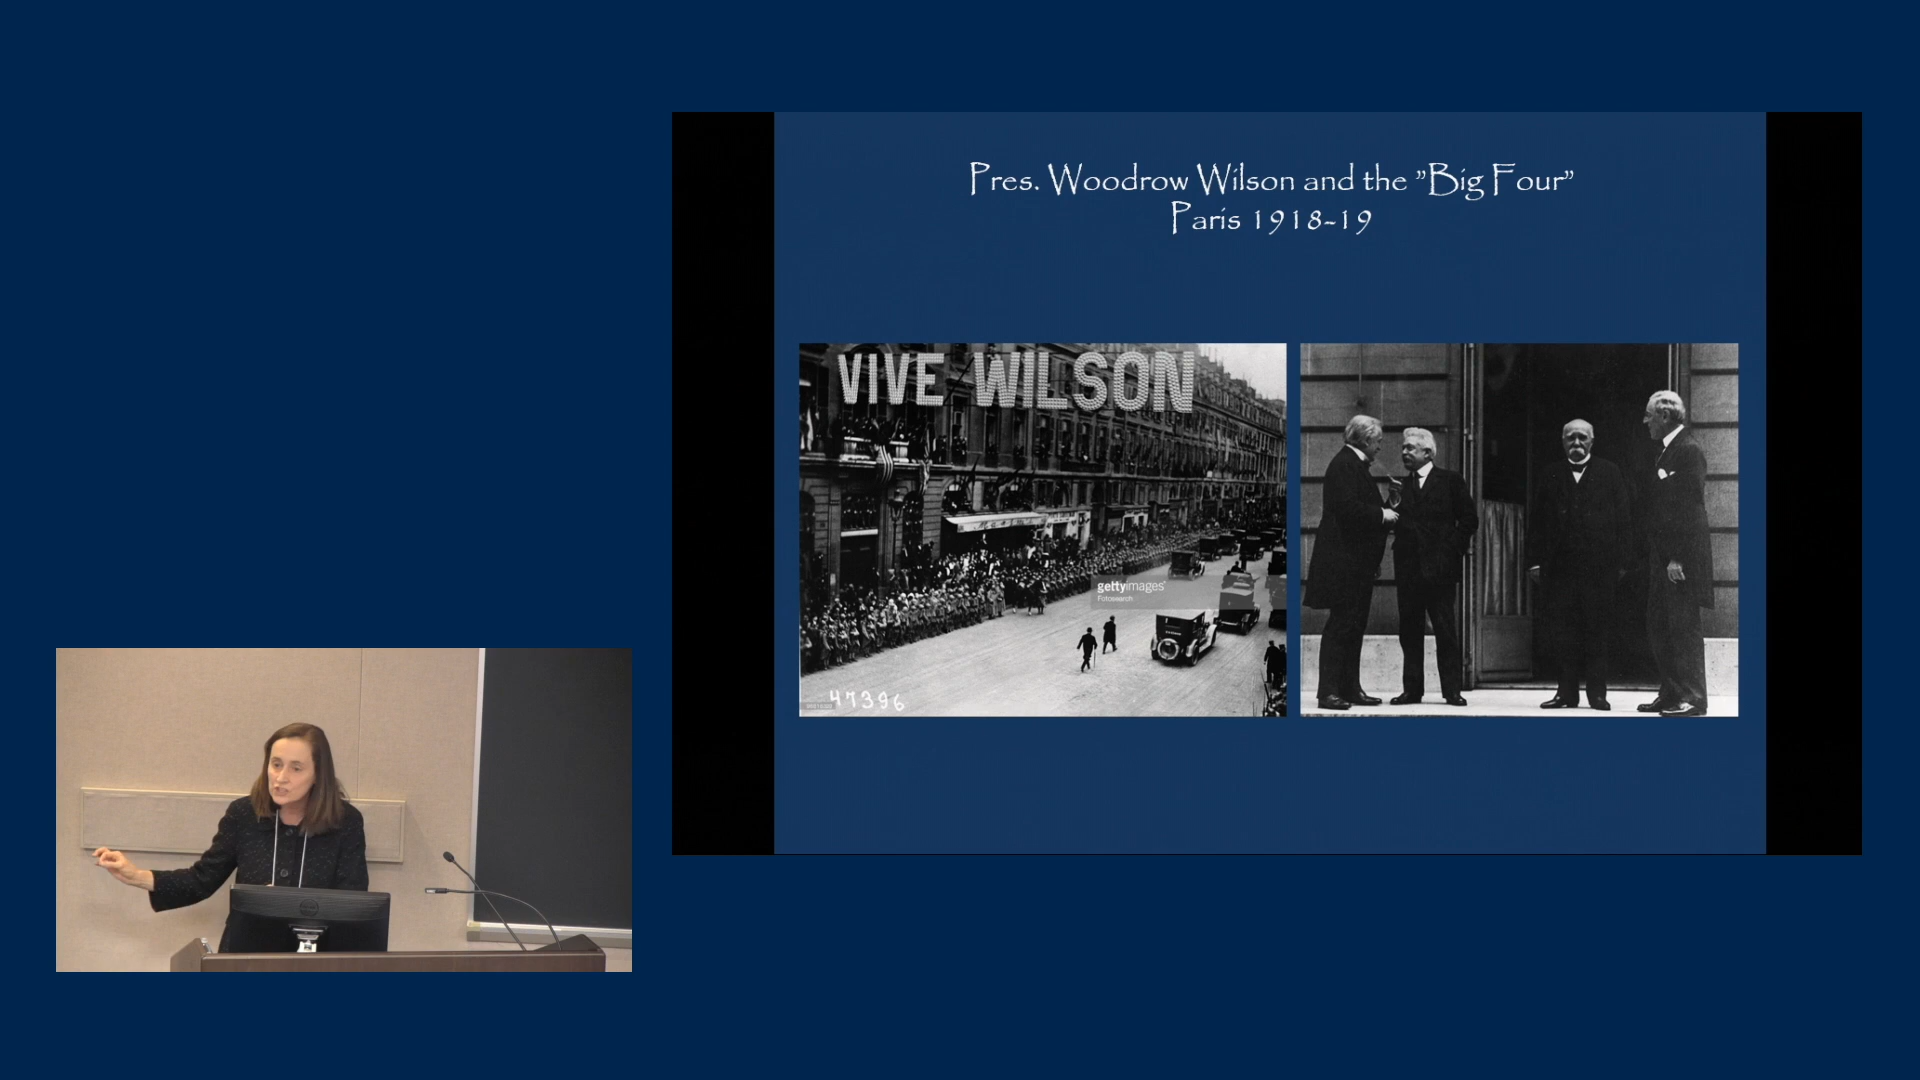 Pres. Woodrow Wilson and the ”Big Four”
Paris 1918-19
VIVE WILSON
gettyimages®
Fotosearch
47396